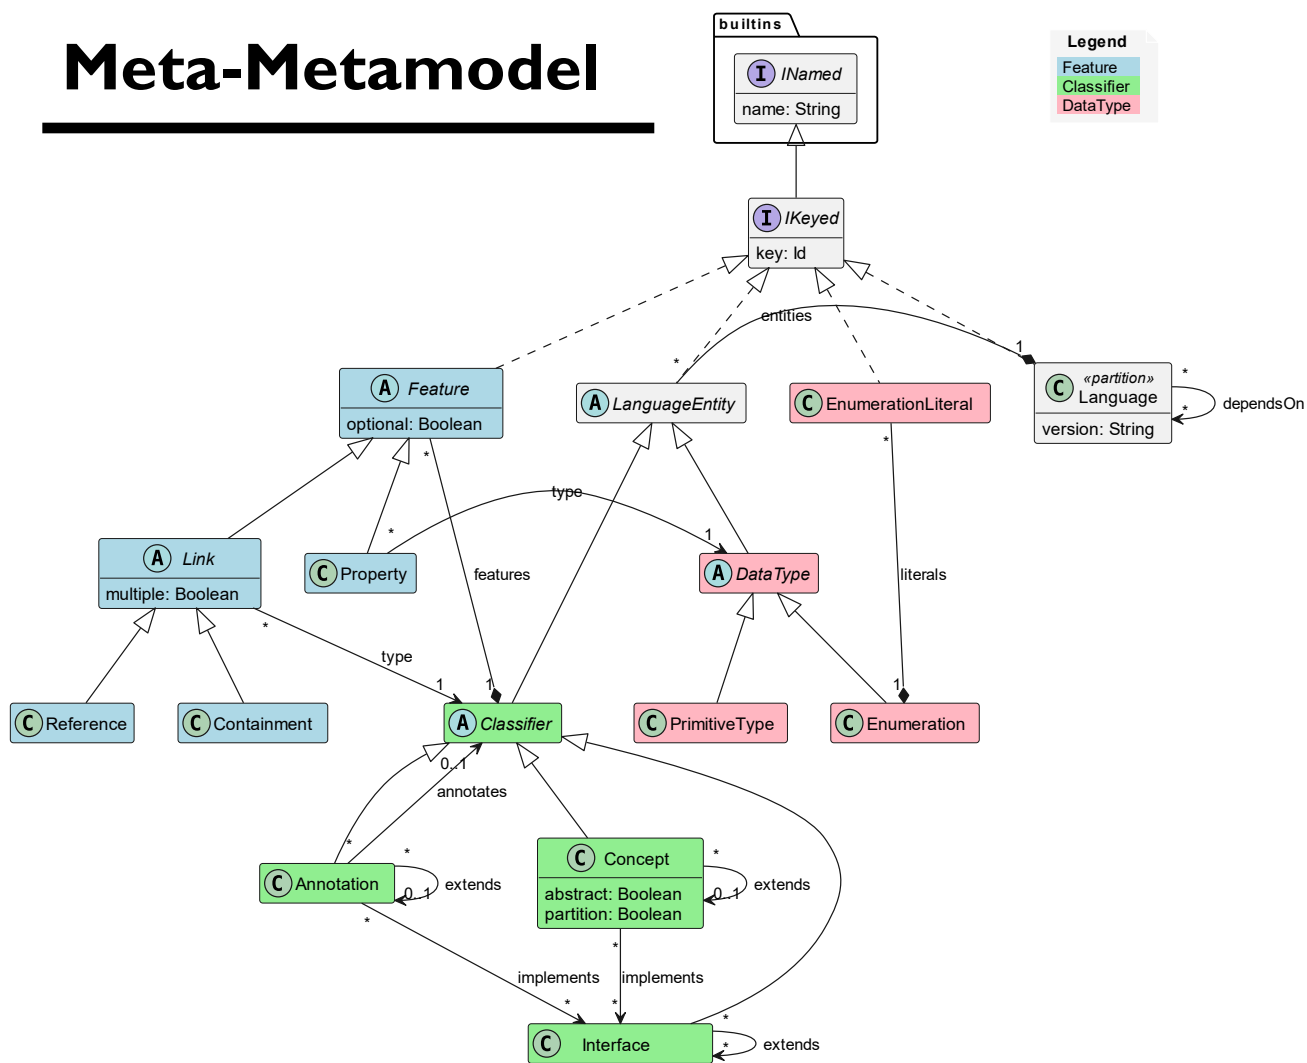 Meta-Metamodel
builtins
I INamed
name: String
Legend
Feature
Classifier
DataType
I IKeyed
key: Id
entities
1
*
A Feature
optional: Boolean
A LanguageEntity
C EnumerationLiteral
C «partition»
Language
version: String
*
*
dependsOn
*
*
type
*
1
A Link
multiple: Boolean
C Property
features
A DataType
literals
*
type
1
1
1
C Reference
C Containment
A Classifier
C PrimitiveType
C Enumeration
0..1
annotates
*
C Annotation
*
0..1
extends
C Concept
abstract: Boolean
partition: Boolean
*
0..1
extends
*
*
implements
implements
*
*
C Interface
*
*
extends